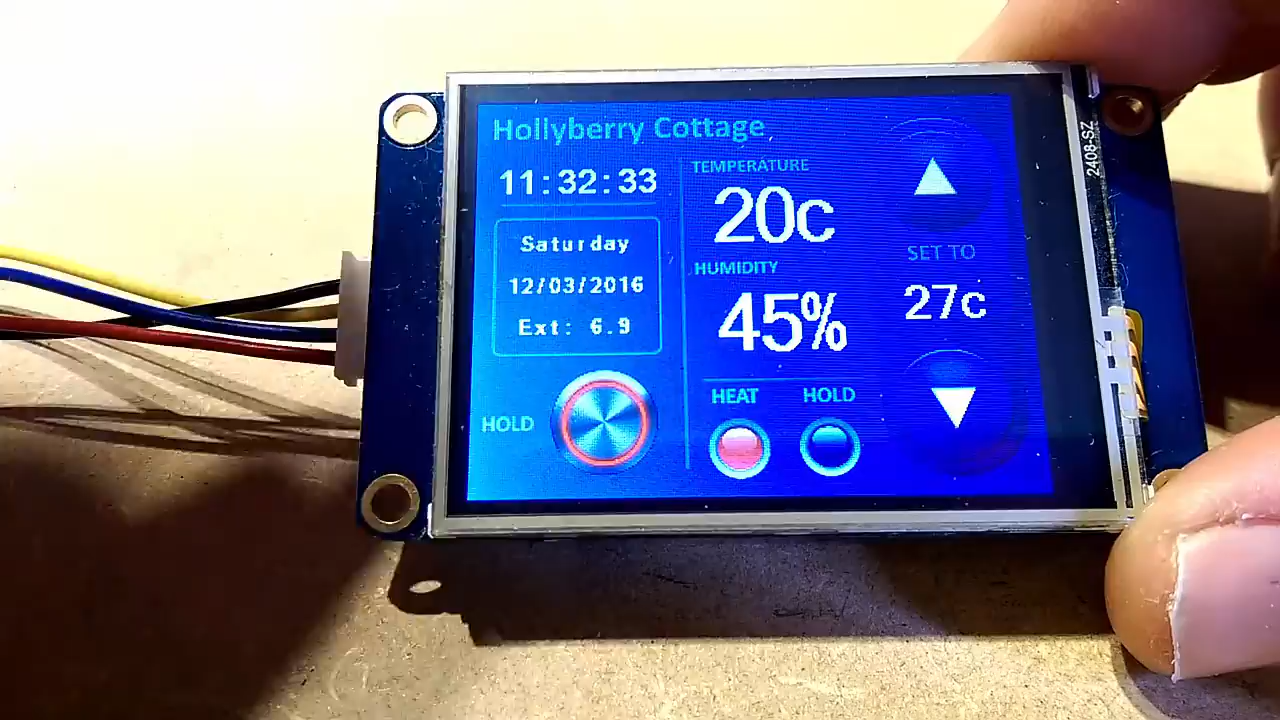 Hollyberry Cottage
11:32:33
Saturday
12/03/2016
Ext: 6.9
HOLD
TEMPERATURE
20c
HUMIDITY
45%
HEAT HOLD
SET TO
27c
2408-SZ